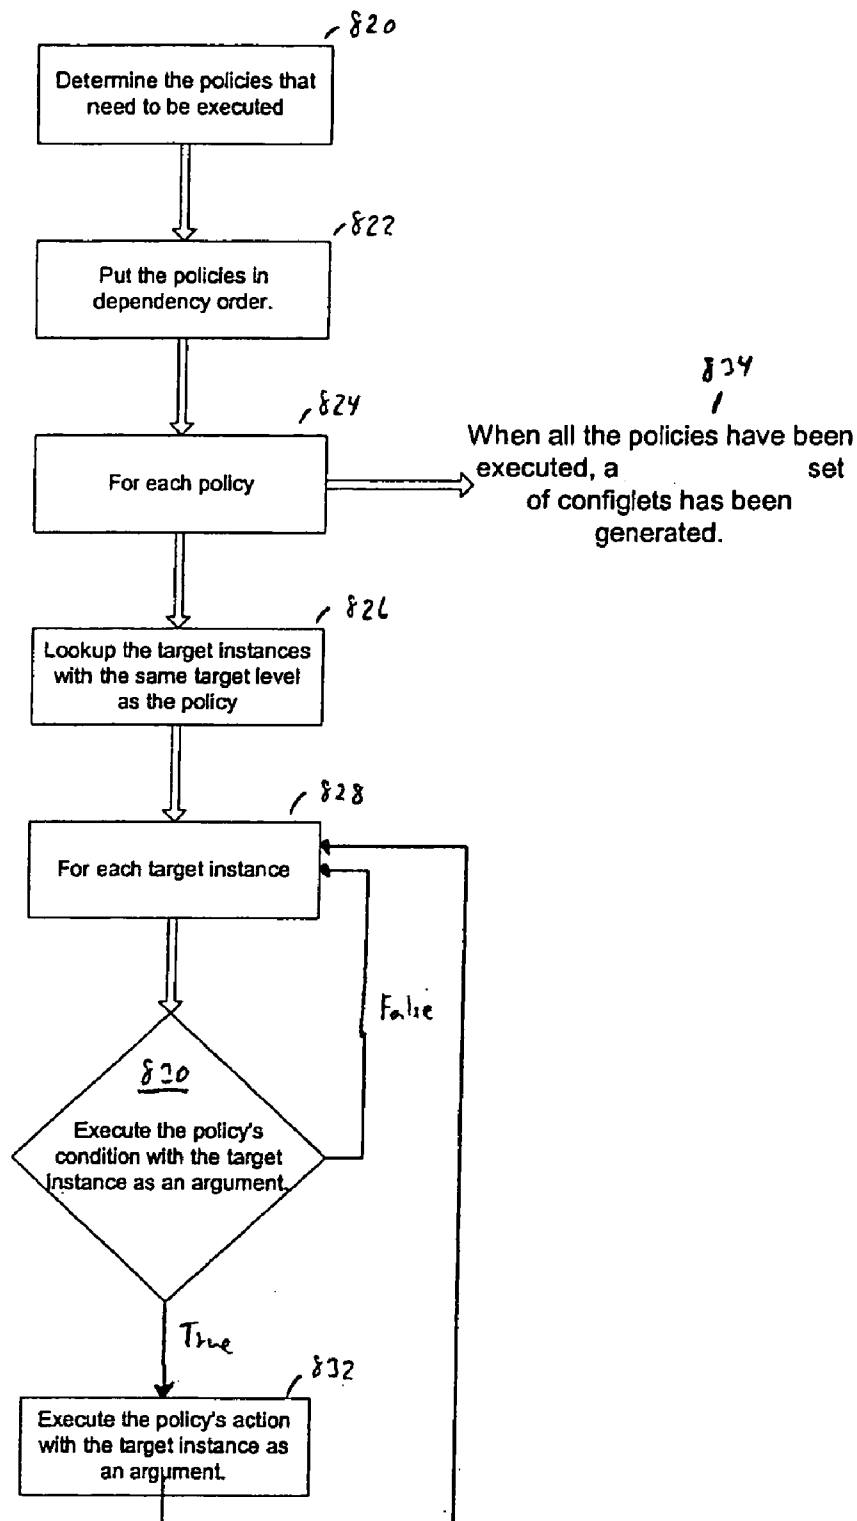 820
Determine the policies that
need to be executed
822
Put the policies in
dependency order.
824
For each policy
834
When all the policies have been
executed, a set
of configlets has been
generated.
826
Lookup the target instances
with the same target level
as the policy
828
For each target instance
False
830
Execute the policy's
condition with the target
instance as an argument.
True
832
Execute the policy's action
with the target instance as
an argument.